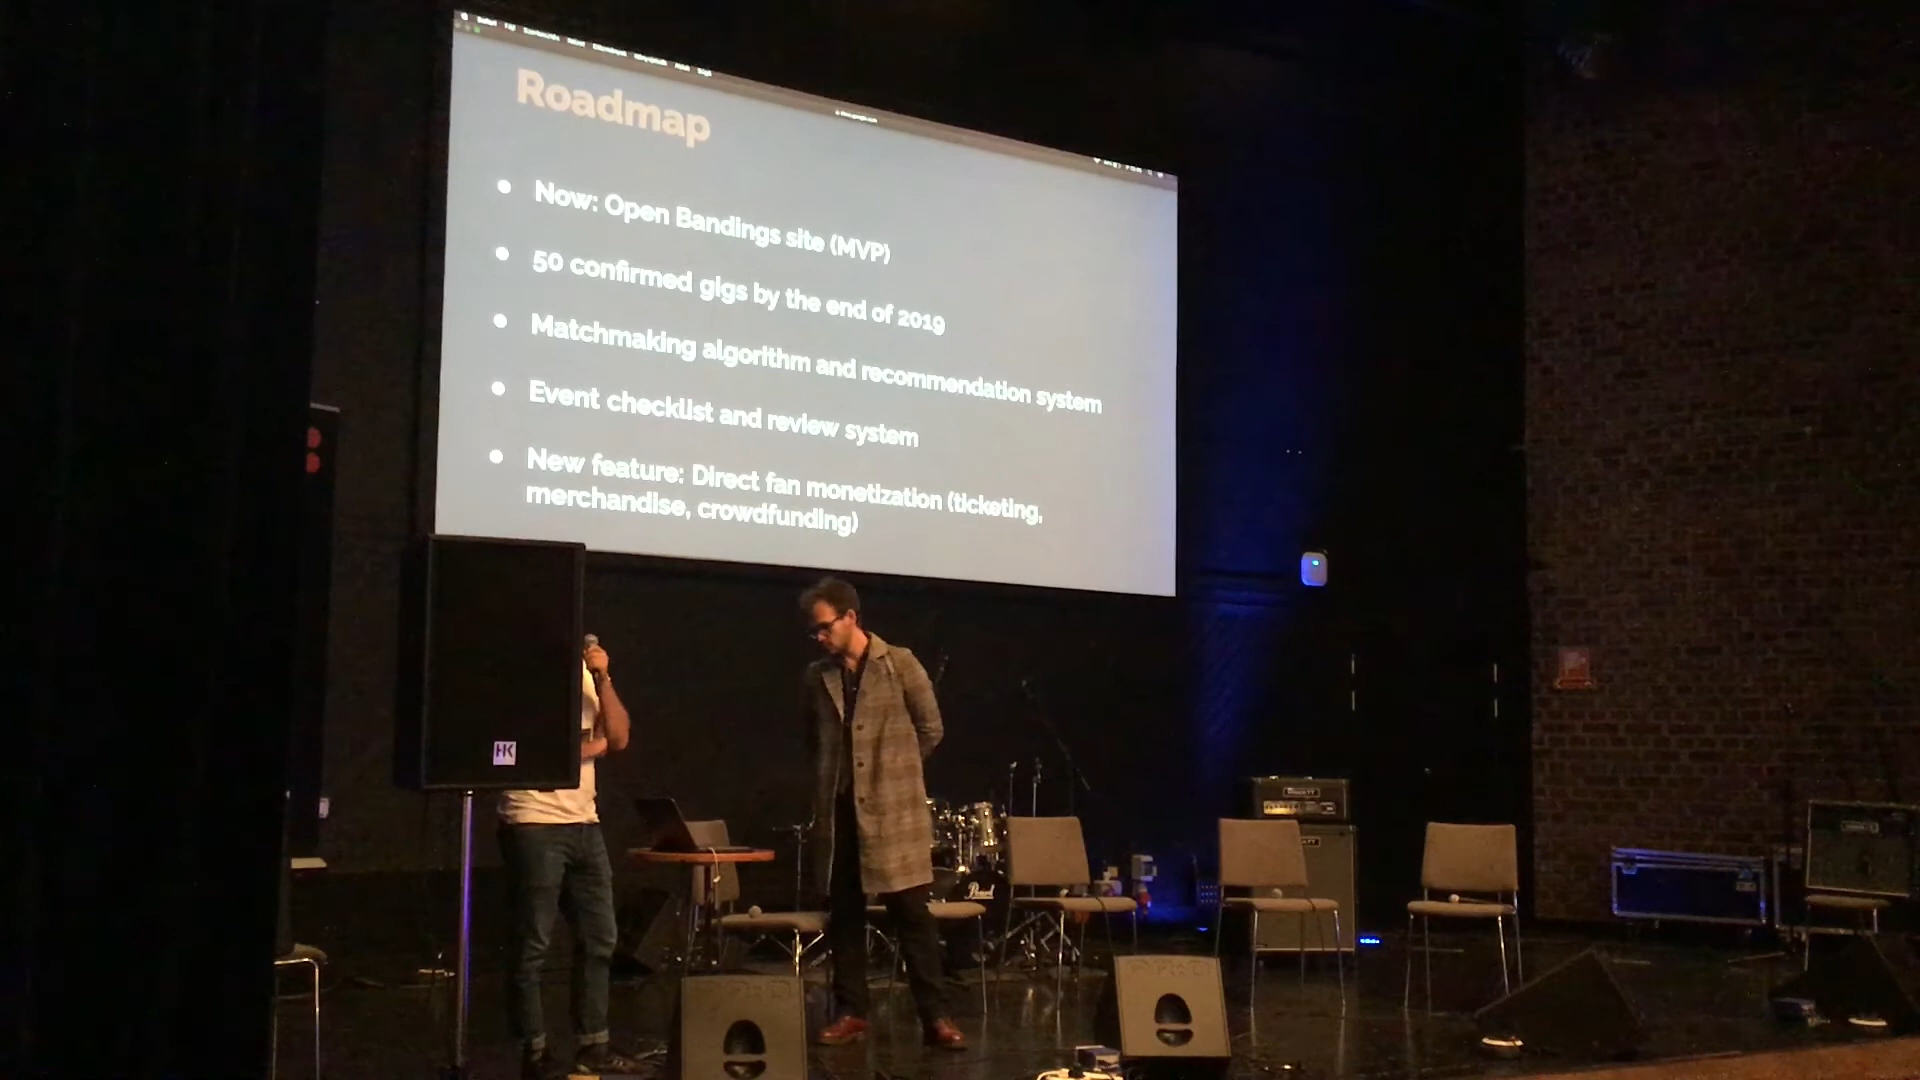 Roadmap
Now: Open Bandings site (MVP)
50 confirmed gigs by the end of 2019
Matchmaking algorithm and recommendation system
Event checklist and review system
New feature: Direct fan monetization (ticketing,
merchandise, crowdfunding)
HK
Pearl